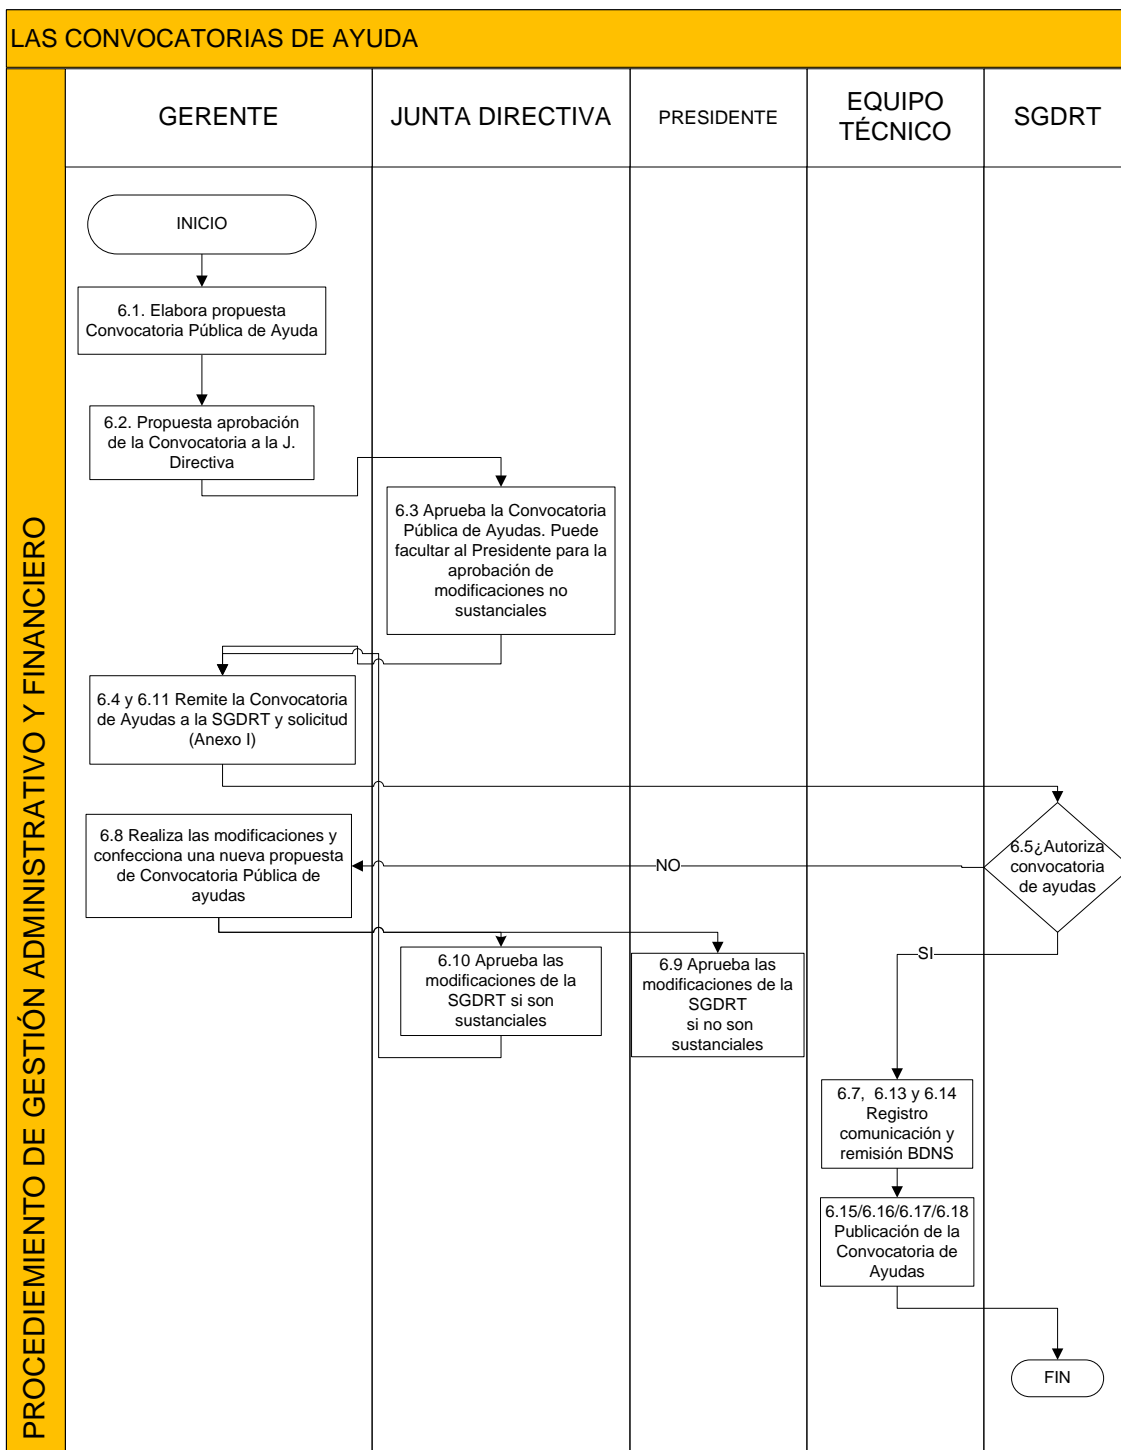 LAS CONVOCATORIAS DE AYUDA
PROCEDIEMIENTO DE GESTIÓN ADMINISTRATIVO Y FINANCIERO
GERENTE
JUNTA DIRECTIVA
PRESIDENTE
EQUIPO
TÉCNICO
SGDRT
INICIO
6.1. Elabora propuesta
Convocatoria Pública de Ayuda
6.2. Propuesta aprobación
de la Convocatoria a la J.
Directiva
6.3 Aprueba la Convocatoria
Pública de Ayudas. Puede
facultar al Presidente para la
aprobación de
modificaciones no
sustanciales
6.4 y 6.11 Remite la Convocatoria
de Ayudas a la SGDRT y solicitud
(Anexo I)
6.5¿Autoriza
convocatoria
de ayudas
NO
6.8 Realiza las modificaciones y
confecciona una nueva propuesta
de Convocatoria Pública de
ayudas
SI
6.10 Aprueba las
modificaciones de la
SGDRT si son
sustanciales
6.9 Aprueba las
modificaciones de la
SGDRT
si no son
sustanciales
6.7, 6.13 y 6.14
Registro
comunicación y
remisión BDNS
6.15/6.16/6.17/6.18
Publicación de la
Convocatoria de
Ayudas
FIN